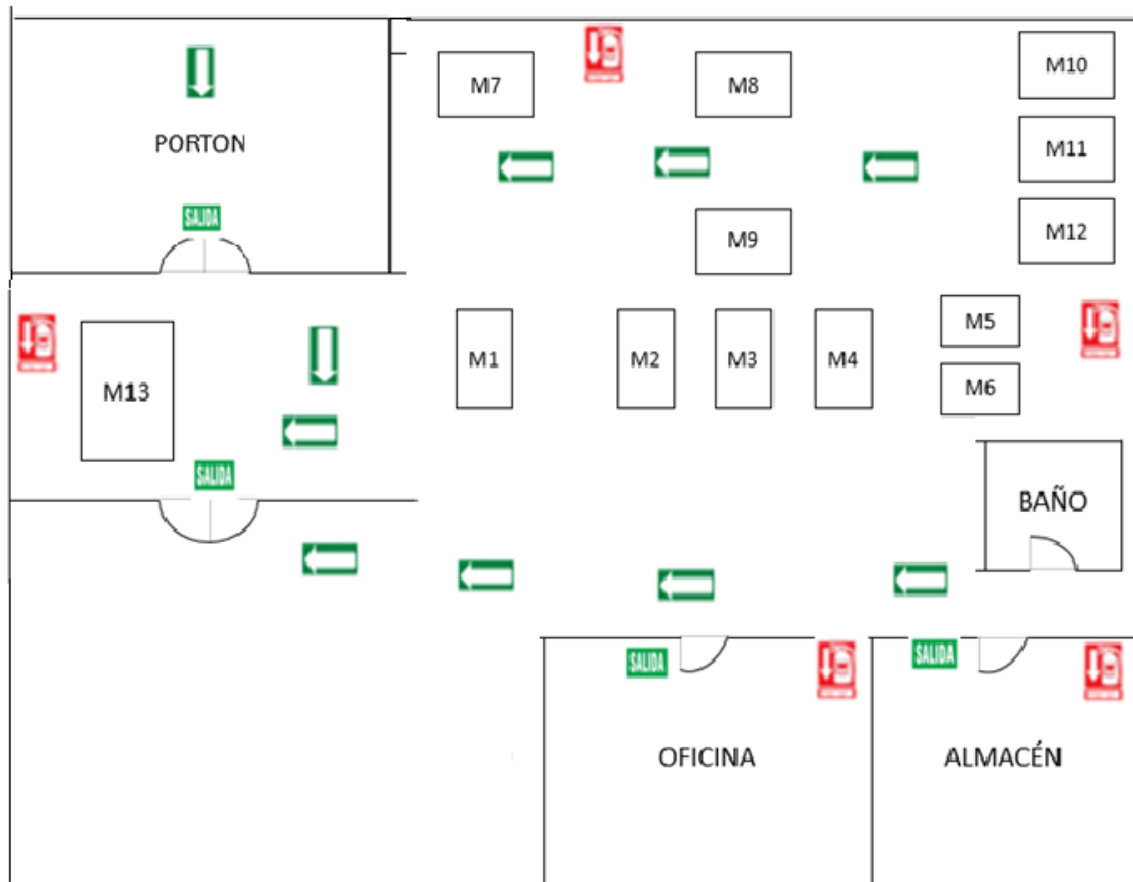 M7
M8
M10
PORTON
M11
SALIDA
M9
M12
M5
M1
M2
M3
M4
M13
M6
SALIDA
BAÑO
SALIDA
SALIDA
OFICINA
ALMACÉN